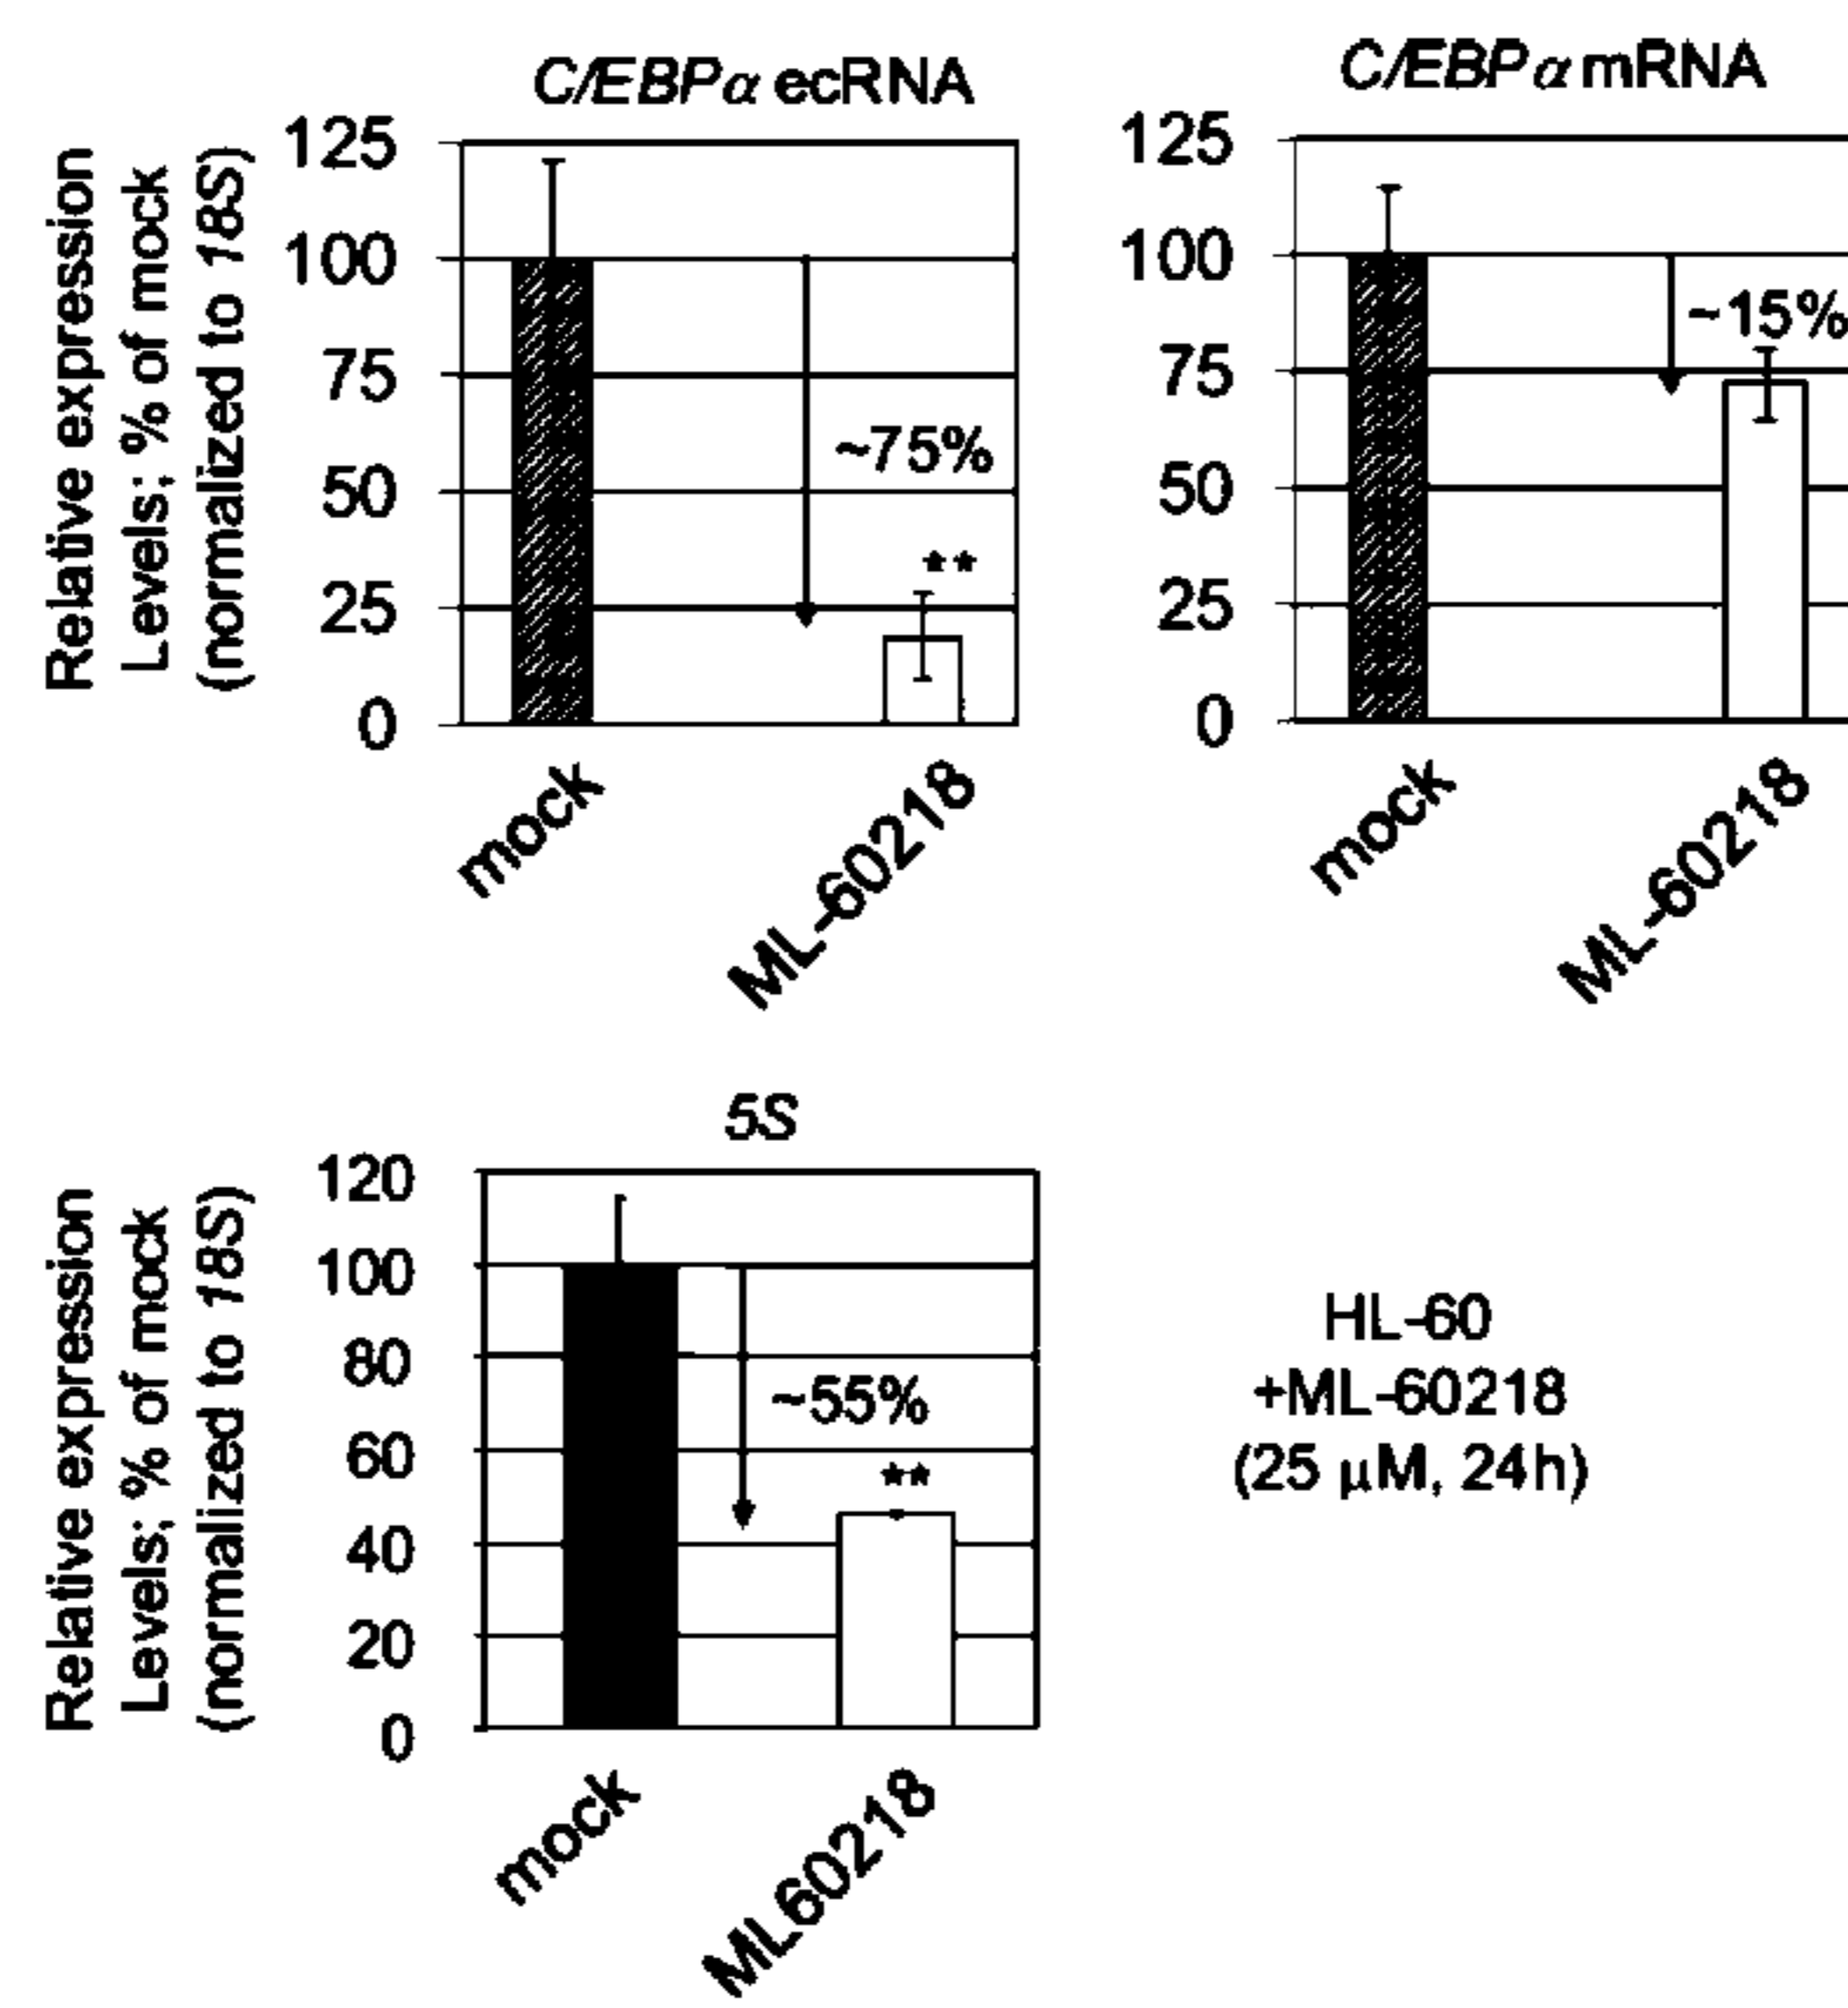 C/EBPα ecRNA
Relative expression
Levels; % of mock
(normalized to 18S)
125
100
75
50
25
0
~75%
**
mock
ML-60218
C/EBPα mRNA
125
100
75
50
25
0
~15%
mock
ML-60218
5S
Relative expression
Levels; % of mock
(normalized to 18S)
120
100
80
60
40
20
0
~55%
**
mock
ML60218
HL-60
+ML-60218
(25 μM, 24h)